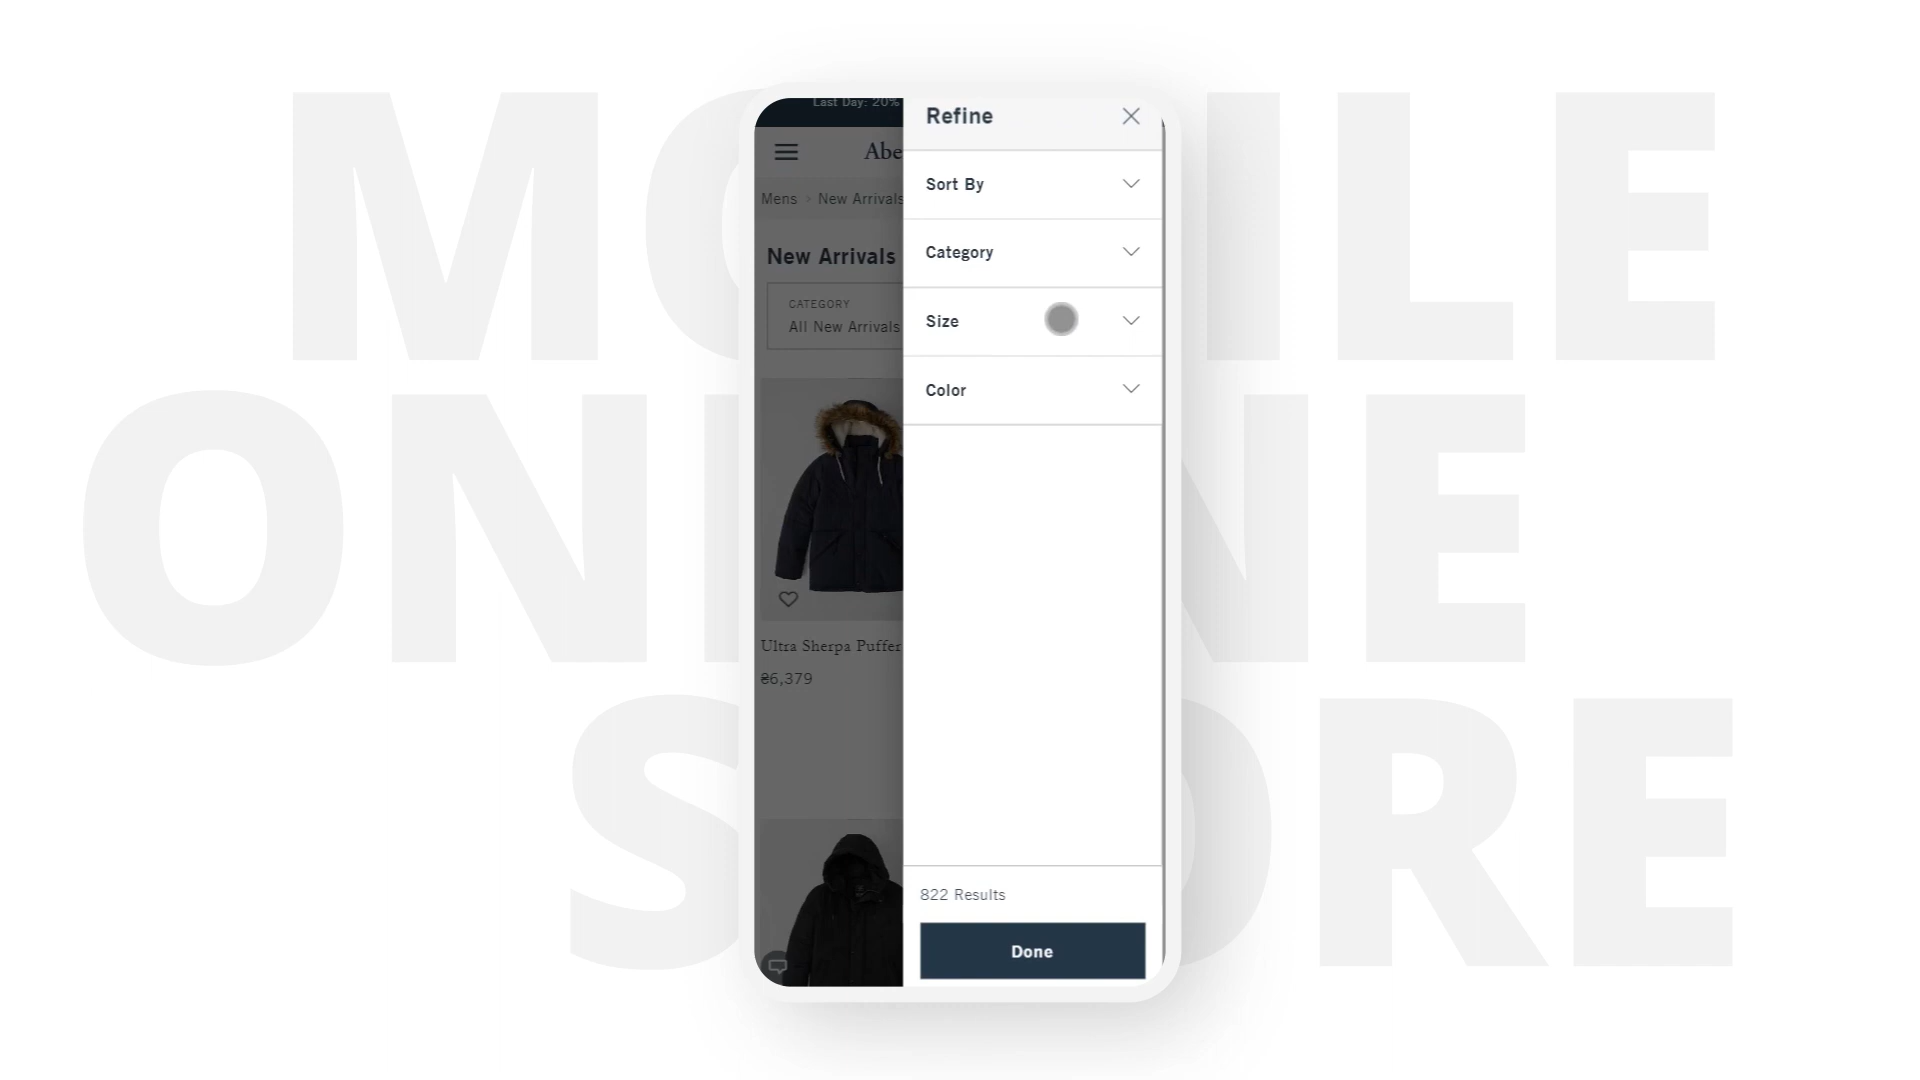 MOBILE
ONLINE
STORE
Last Day: 20%
Abe
Mens > New Arrivals
New Arrivals
CATEGORY
All New Arrivals
Ultra Sherpa Puffer
₴6,379
Refine
Sort By
Category
Size
Color
822 Results
Done